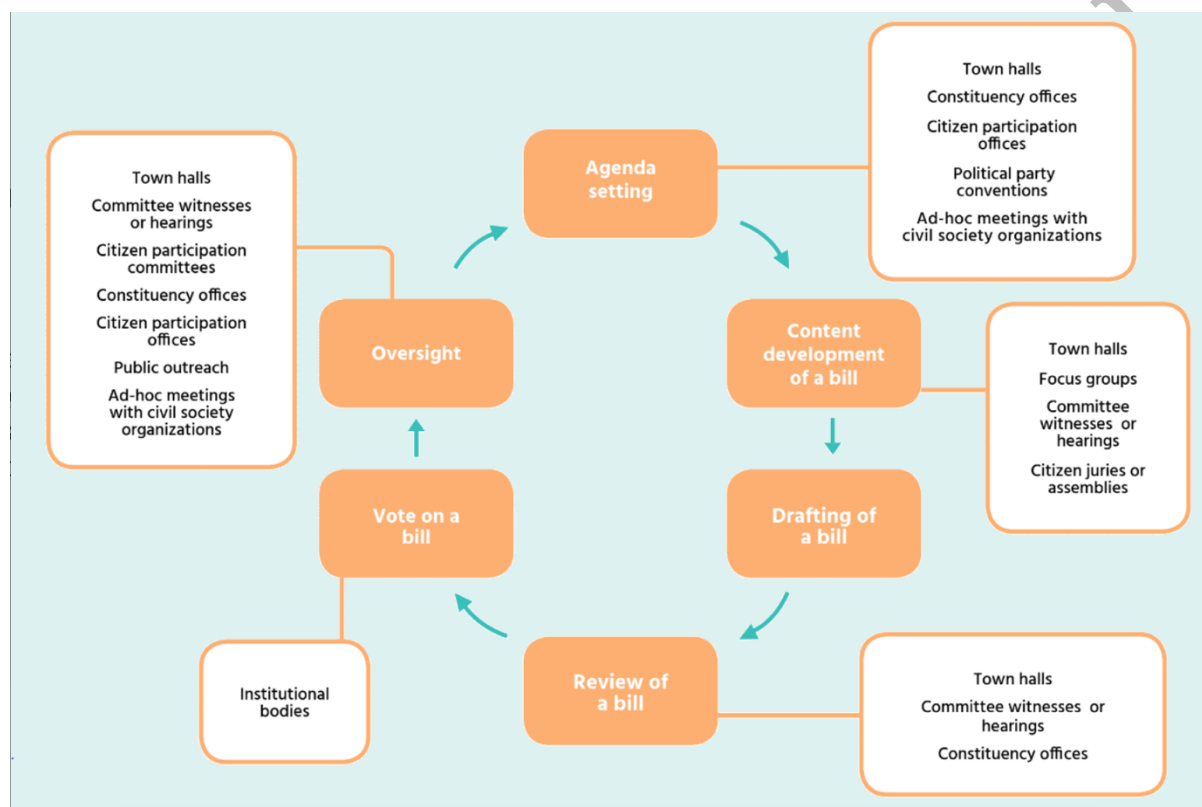 Agenda
setting
Town halls
Constituency offices
Citizen participation
offices
Political party
conventions
Ad-hoc meetings with
civil society organizations
Content
development
of a bill
Town halls
Focus groups
Committee
witnesses or
hearings
Citizen juries or
assemblies
Drafting of
a bill
Review of
a bill
Town halls
Committee witnesses or
hearings
Constituency offices
Vote on a
bill
Institutional
bodies
Oversight
Town halls
Committee witnesses
or hearings
Citizen participation
committees
Constituency offices
Citizen participation
offices
Public outreach
Ad-hoc meetings
with civil society
organizations